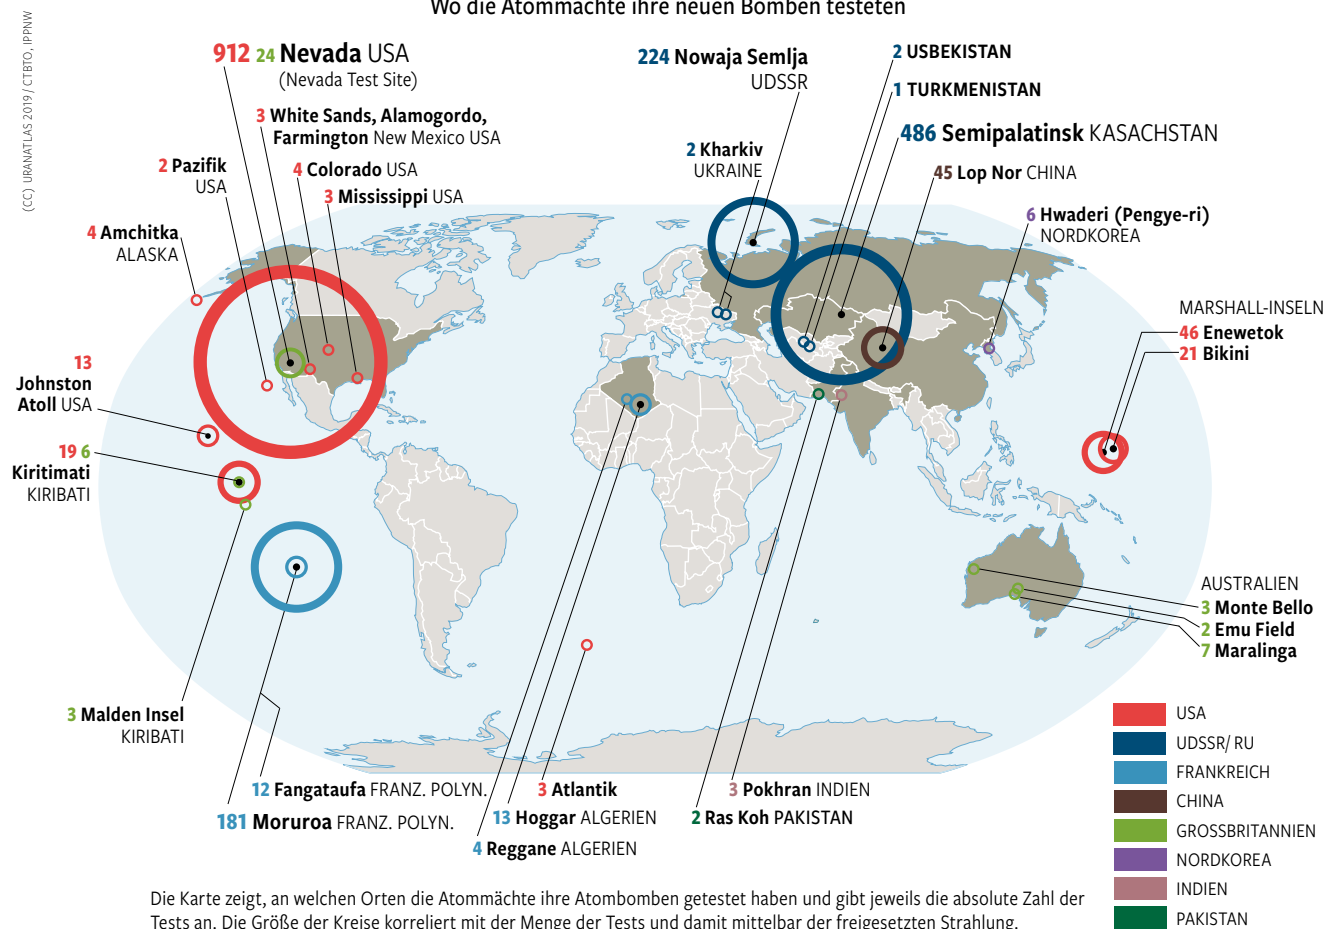 Wo die Atommächte ihre neuen Bomben testeten
(CC) URANATLAS 2019 / CTBTO, IPPNW
912 24 Nevada USA
(Nevada Test Site)
3 White Sands, Alamogordo,
Farmington New Mexico USA
2 Pazifik
USA
4 Colorado USA
3 Mississippi USA
4 Amchitka
ALASKA
224 Nowaja Semlja
UDSSR
2 Kharkiv
UKRAINE
2 USBEKISTAN
1 TURKMENISTAN
486 Semipalatinsk KASACHSTAN
45 Lop Nor CHINA
6 Hwaderi (Pengye-ri)
NORDKOREA
MARSHALL-INSELN
46 Enewetok
21 Bikini
13
Johnston
Atoll USA
19 6
Kiritimati
KIRIBATI
AUSTRALIEN
3 Monte Bello
2 Emu Field
7 Maralinga
3 Malden Insel
KIRIBATI
12 Fangataufa FRANZ. POLYN.
181 Moruroa FRANZ. POLYN.
3 Atlantik
13 Hoggar ALGERIEN
4 Reggane ALGERIEN
3 Pokhran INDIEN
2 Ras Koh PAKISTAN
USA
UDSSR/ RU
FRANKREICH
CHINA
GROSSBRITANNIEN
NORDKOREA
INDIEN
PAKISTAN
Die Karte zeigt, an welchen Orten die Atommächte ihre Atombomben getestet haben und gibt jeweils die absolute Zahl der
Tests an. Die Größe der Kreise korreliert mit der Menge der Tests und damit mittelbar der freigesetzten Strahlung.